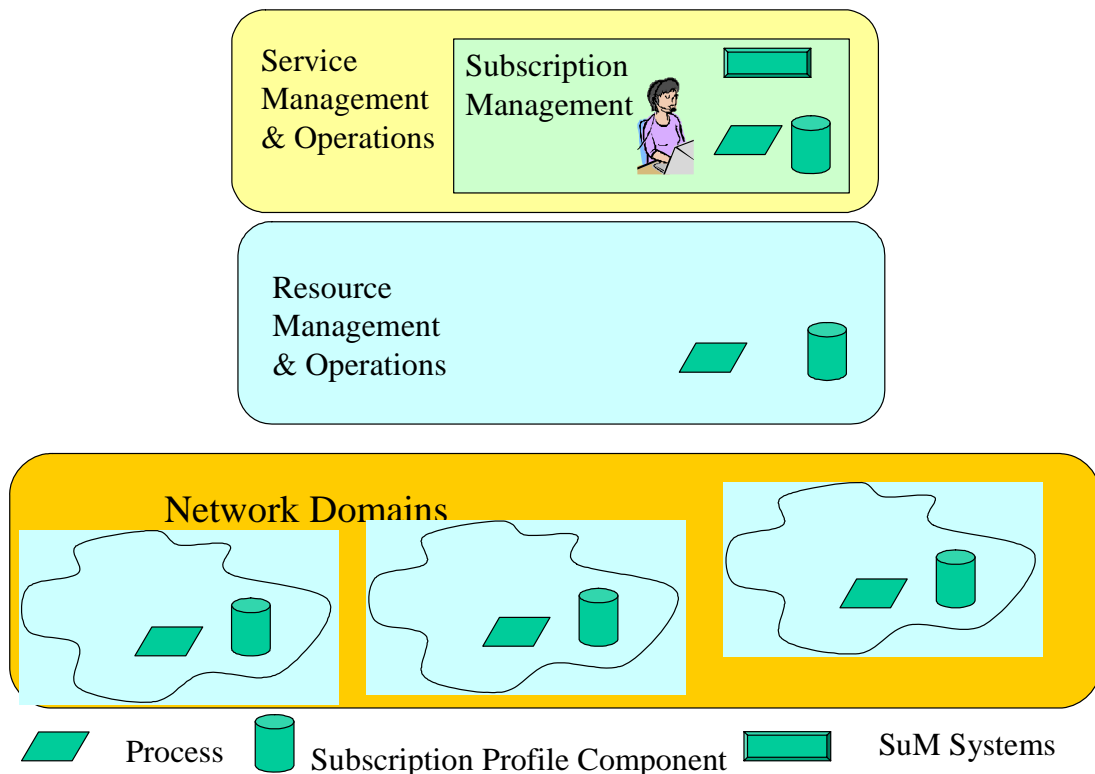 Service
Management
& Operations
Subscription
Management
Resource
Management
& Operations
Network Domains
Process
Subscription Profile Component
SuM Systems